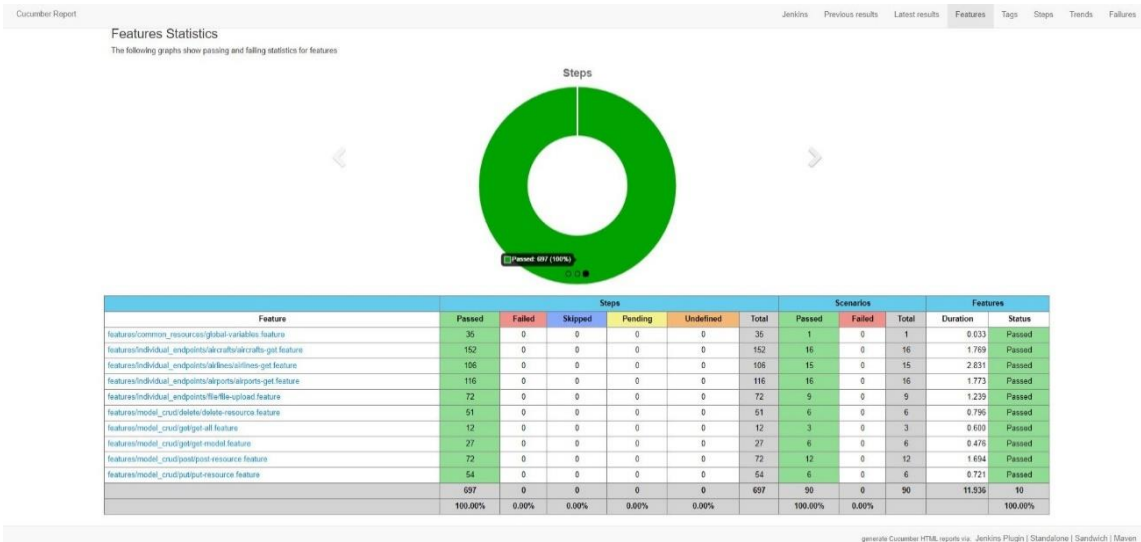 Cucumber Report Jenkins Previous results Latest results Features Tags Steps Trends Failures
Features Statistics
The following graphs show passing and failing statistics for features
Steps
Passed: 697 (100%)
Steps Scenarios Features
Feature Passed Failed Skipped Pending Undefined Total Passed Failed Total Duration Status
features/common_resources/global-variables.feature 35 0 0 0 0 35 1 0 1 0.033 Passed
features/individual_endpoints/aircrafts/aircrafts-get.feature 152 0 0 0 0 152 16 0 16 1.769 Passed
features/individual_endpoints/airlines/airlines-get.feature 106 0 0 0 0 106 15 0 15 2.831 Passed
features/individual_endpoints/airports/airports-get.feature 116 0 0 0 0 116 16 0 16 1.773 Passed
features/individual_endpoints/file/file-upload.feature 72 0 0 0 0 72 9 0 9 1.239 Passed
features/model_crud/delete/delete-resource.feature 51 0 0 0 0 51 6 0 6 0.796 Passed
features/model_crud/get/get-all.feature 12 0 0 0 0 12 3 0 3 0.600 Passed
features/model_crud/get/get-model.feature 27 0 0 0 0 27 6 0 6 0.476 Passed
features/model_crud/post/post-resource.feature 72 0 0 0 0 72 12 0 12 1.694 Passed
features/model_crud/put/put-resource.feature 54 0 0 0 0 54 6 0 6 0.721 Passed
697 0 0 0 0 697 90 0 90 11.936 10
100.00% 0.00% 0.00% 0.00% 0.00% 100.00% 0.00% 100.00%
generate Cucumber HTML reports via: Jenkins Plugin | Standalone | Sandwich | Maven